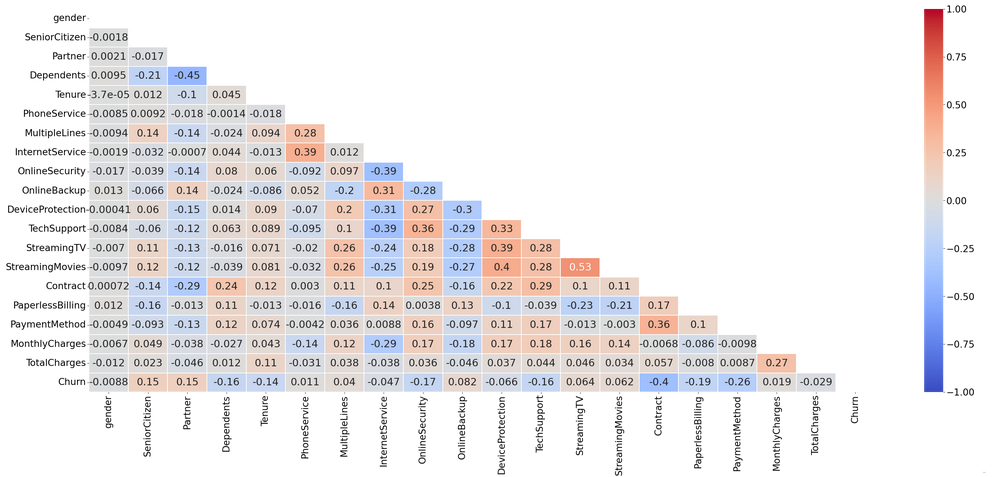 gender
SeniorCitizen -0.0018
Partner 0.0021 -0.017
Dependents 0.0095 -0.21 -0.45
Tenure -3.7e-05 0.012 -0.1 0.045
PhoneService -0.0085 0.0092 -0.018 -0.0014 -0.018
MultipleLines -0.0094 0.14 -0.14 -0.024 0.094 0.28
InternetService -0.0019 -0.032 -0.0007 0.044 -0.013 0.39 0.012
OnlineSecurity -0.017 -0.039 -0.14 0.08 0.06 -0.092 0.097 -0.39
OnlineBackup 0.013 -0.066 0.14 -0.024 -0.086 0.052 -0.2 0.31 -0.28
DeviceProtection -0.00041 0.06 -0.15 0.014 0.09 -0.07 0.2 -0.31 0.27 -0.3
TechSupport -0.0084 -0.06 -0.12 0.063 0.089 -0.095 0.1 -0.39 0.36 -0.29 0.33
StreamingTV -0.007 0.11 -0.13 -0.016 0.071 -0.02 0.26 -0.24 0.18 -0.28 0.39 0.28
StreamingMovies -0.0097 0.12 -0.12 -0.039 0.081 -0.032 0.26 -0.25 0.19 -0.27 0.4 0.28 0.53
Contract 0.00072 -0.14 -0.29 0.24 0.12 0.003 0.11 0.1 0.25 -0.16 0.22 0.29 0.1 0.11
PaperlessBilling 0.012 -0.16 -0.013 0.11 -0.013 -0.016 -0.16 0.14 0.0038 0.13 -0.1 -0.039 -0.23 -0.21 0.17
PaymentMethod -0.0049 -0.093 -0.13 0.12 0.074 -0.0042 0.036 0.0088 0.16 -0.097 0.11 0.17 -0.013 -0.003 0.36 0.1
MonthlyCharges -0.0067 0.049 -0.038 -0.027 0.043 -0.14 0.12 -0.29 0.17 -0.18 0.17 0.18 0.16 0.14 -0.0068 -0.086 -0.0098
TotalCharges -0.012 0.023 -0.046 0.012 0.11 -0.031 0.038 -0.038 0.036 -0.046 0.037 0.044 0.046 0.034 0.057 -0.008 0.0087 0.27
Churn -0.0088 0.15 0.15 -0.16 -0.14 0.011 0.04 -0.047 -0.17 0.082 -0.066 -0.16 0.064 0.062 -0.4 -0.19 -0.26 0.019 -0.029
gender SeniorCitizen Partner Dependents Tenure PhoneService MultipleLines InternetService OnlineSecurity OnlineBackup DeviceProtection TechSupport StreamingTV StreamingMovies Contract PaperlessBilling PaymentMethod MonthlyCharges TotalCharges Churn
1.00
0.75
0.50
0.25
0.00
−0.25
−0.50
−0.75
−1.00